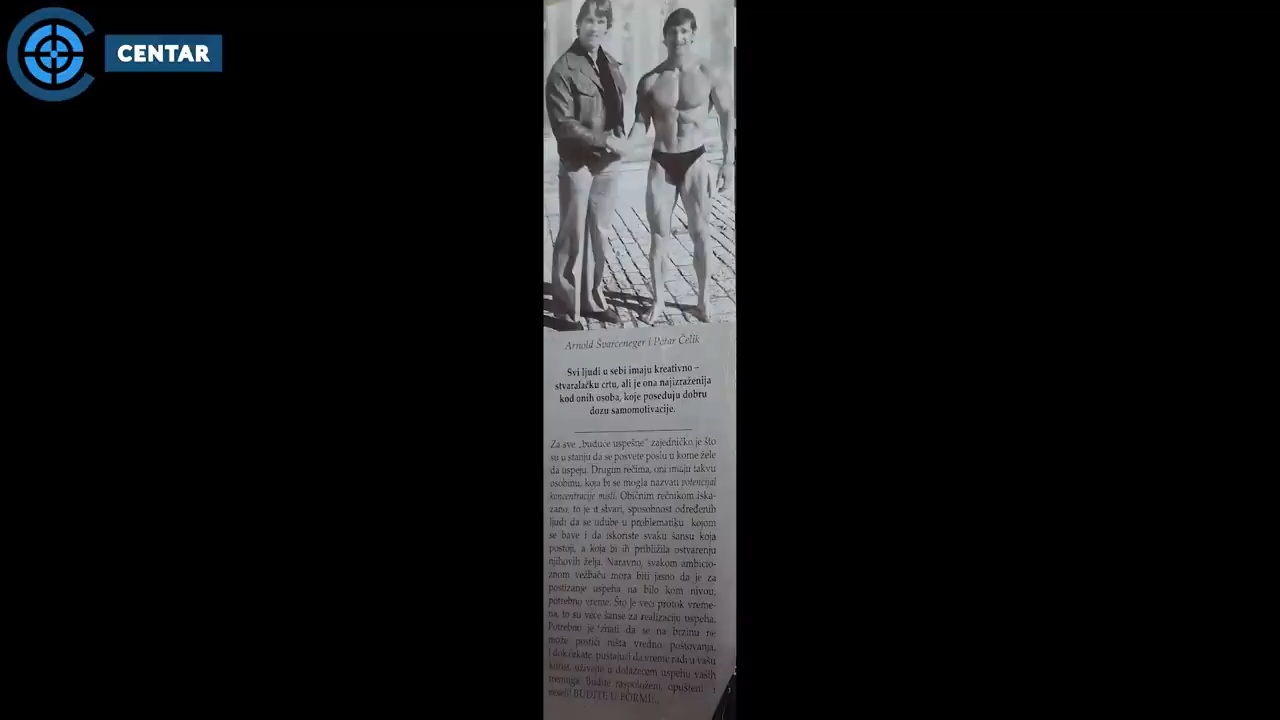 CENTAR
Arnold Švarceneger i Petar Čelik
Svi ljudi u sebi imaju kreativno –
stvaralačku crtu, ali je ona najizraženija
kod onih osoba, koje poseduju dobru
dozu samomotivacije.
Za sve „buduće uspešne" zajedničko je što
su u stanju da se posvete poslu u kome žele
da uspeju. Drugim rečima, oni imaju takvu
osobinu, koja bi se mogla nazvati potencijal
koncentracije misli. Običnim rečnikom iska-
zano, to je u stvari, sposobnost određenih
ljudi da se udube u problematiku kojom
se bave i da iskoriste svaku šansu koja
postoji, a koja bi ih približila ostvarenju
njihovih želja. Naravno, svakom ambicio-
znom vežbaču mora biti jasno da je za
postizanje uspeha na bilo kom nivou,
potrebno vreme. Što je veći protok vreme-
na, to su veće šanse za realizaciju uspeha.
Potrebno je znati da se na brzinu ne
može postići ništa vredno poštovanja,
I dok čekate, puštajući da vreme radi u vašu
korist, uživajte u dolazećem uspehu vaših
treninga. Budite raspoloženi, opušteni i
veseli! BUDITE U FORMI!..